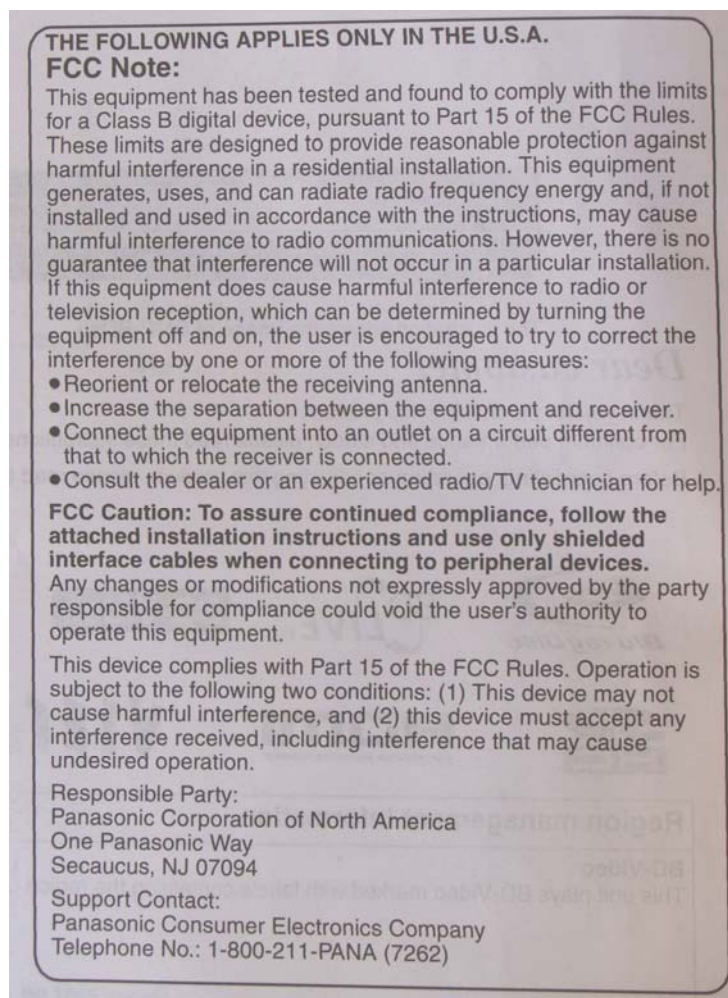 THE FOLLOWING APPLIES ONLY IN THE U.S.A.
FCC Note:
This equipment has been tested and found to comply with the limits
for a Class B digital device, pursuant to Part 15 of the FCC Rules.
These limits are designed to provide reasonable protection against
harmful interference in a residential installation. This equipment
generates, uses, and can radiate radio frequency energy and, if not
installed and used in accordance with the instructions, may cause
harmful interference to radio communications. However, there is no
guarantee that interference will not occur in a particular installation.
If this equipment does cause harmful interference to radio or
television reception, which can be determined by turning the
equipment off and on, the user is encouraged to try to correct the
interference by one or more of the following measures:
●Reorient or relocate the receiving antenna.
●Increase the separation between the equipment and receiver.
●Connect the equipment into an outlet on a circuit different from
that to which the receiver is connected.
●Consult the dealer or an experienced radio/TV technician for help.
FCC Caution: To assure continued compliance, follow the
attached installation instructions and use only shielded
interface cables when connecting to peripheral devices.
Any changes or modifications not expressly approved by the party
responsible for compliance could void the user's authority to
operate this equipment.
This device complies with Part 15 of the FCC Rules. Operation is
subject to the following two conditions: (1) This device may not
cause harmful interference, and (2) this device must accept any
interference received, including interference that may cause
undesired operation.
Responsible Party:
Panasonic Corporation of North America
One Panasonic Way
Secaucus, NJ 07094
Support Contact:
Panasonic Consumer Electronics Company
Telephone No.: 1-800-211-PANA (7262)